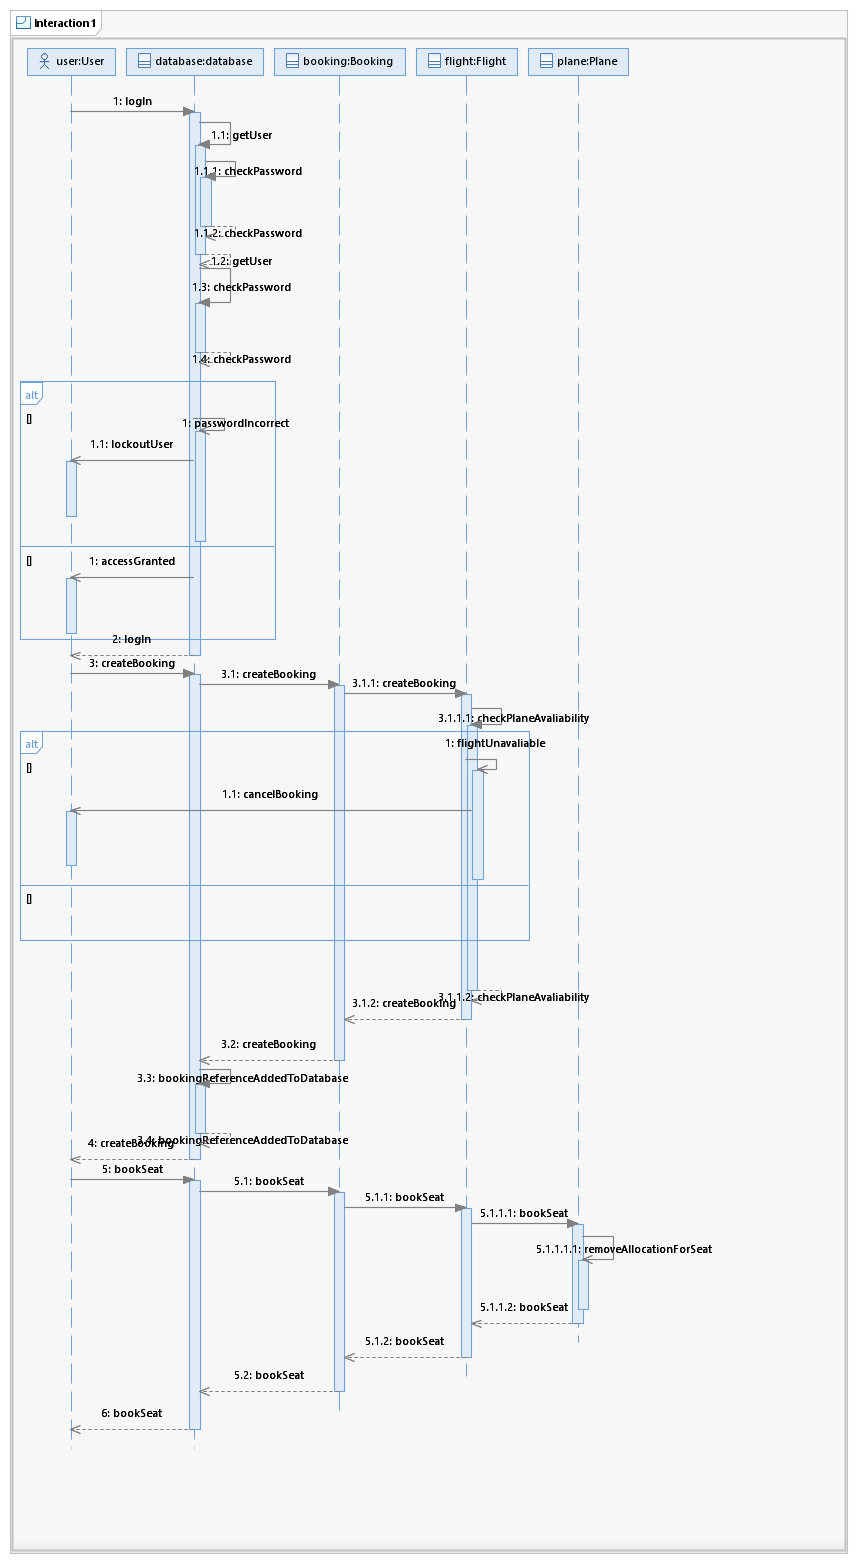 Interaction1
user:User
database:database
booking:Booking
flight:Flight
plane:Plane
1: logIn
1.1: getUser
1.1.1: checkPassword
1.1.2: checkPassword
1.2: getUser
1.3: checkPassword
1.4: checkPassword
alt
[]
1: passwordIncorrect
1.1: lockoutUser
[]
1: accessGranted
2: logIn
3: createBooking
3.1: createBooking
3.1.1: createBooking
3.1.1.1: checkPlaneAvaliability
alt
1: flightUnavaliable
[]
1.1: cancelBooking
[]
3.1.1.2: checkPlaneAvaliability
3.1.2: createBooking
3.2: createBooking
3.3: bookingReferenceAddedToDatabase
3.4: bookingReferenceAddedToDatabase
4: createBooking
5: bookSeat
5.1: bookSeat
5.1.1: bookSeat
5.1.1.1: bookSeat
5.1.1.1.1: removeAllocationForSeat
5.1.1.2: bookSeat
5.1.2: bookSeat
5.2: bookSeat
6: bookSeat